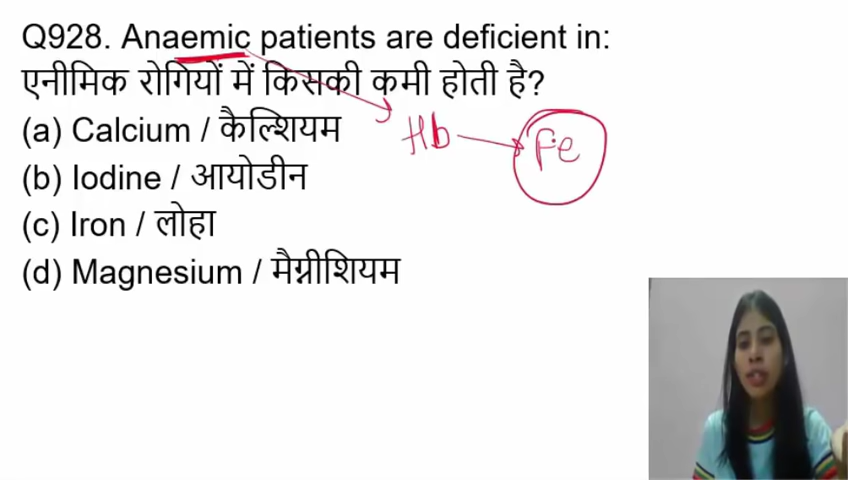 Q928. Anaemic patients are deficient in:
एनीमिक रोगियों में किसकी कमी होती है?
(a) Calcium / कैल्शियम
Hb Fe
(b) Iodine / आयोडीन
(c) Iron / लोहा
(d) Magnesium / मैग्नीशियम